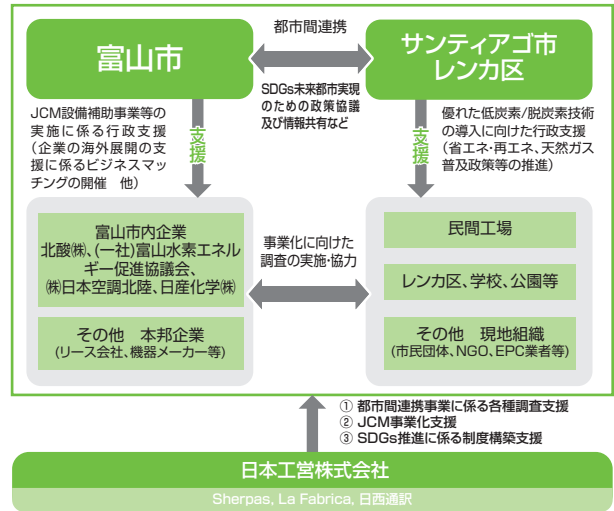 都市間連携
富山市
サンティアゴ市
レンカ区
SDGs未来都市実現
のための政策協議
及び情報共有など
JCM設備補助事業等の
実施に係る行政支援
(企業の海外展開の支
援に係るビジネスマッ
チングの開催　他)
支援
支援
優れた低炭素/脱炭素技術
の導入に向けた行政支援
(省エネ・再エネ、天然ガス
普及政策等の推進)
富山市内企業
北酸㈱、(一社)富山水素エネル
ギー促進協議会、
㈱日本空調北陸、日産化学㈱
その他　本邦企業
(リース会社、機器メーカー等)
事業化に向けた
調査の実施・協力
民間工場
レンカ区、学校、公園等
その他　現地組織
(市民団体、NGO、EPC業者等)
① 都市間連携事業に係る各種調査支援
② JCM事業化支援
③ SDGs推進に係る制度構築支援
日本工営株式会社
Sherpas, La Fabrica, 日西通訳